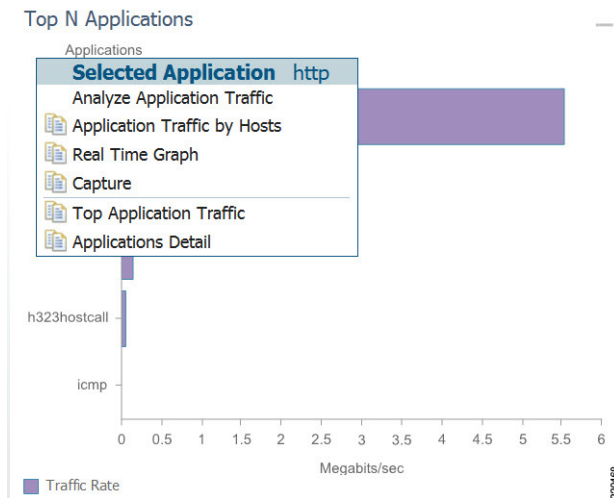 Top N Applications
Applications
Selected Application http
Analyze Application Traffic
Application Traffic by Hosts
Real Time Graph
Capture
Top Application Traffic
Applications Detail
h323hostcall
icmp
0 0.5 1 1.5 2 2.5 3 3.5 4 4.5 5 5.5 6
Megabits/sec
Traffic Rate